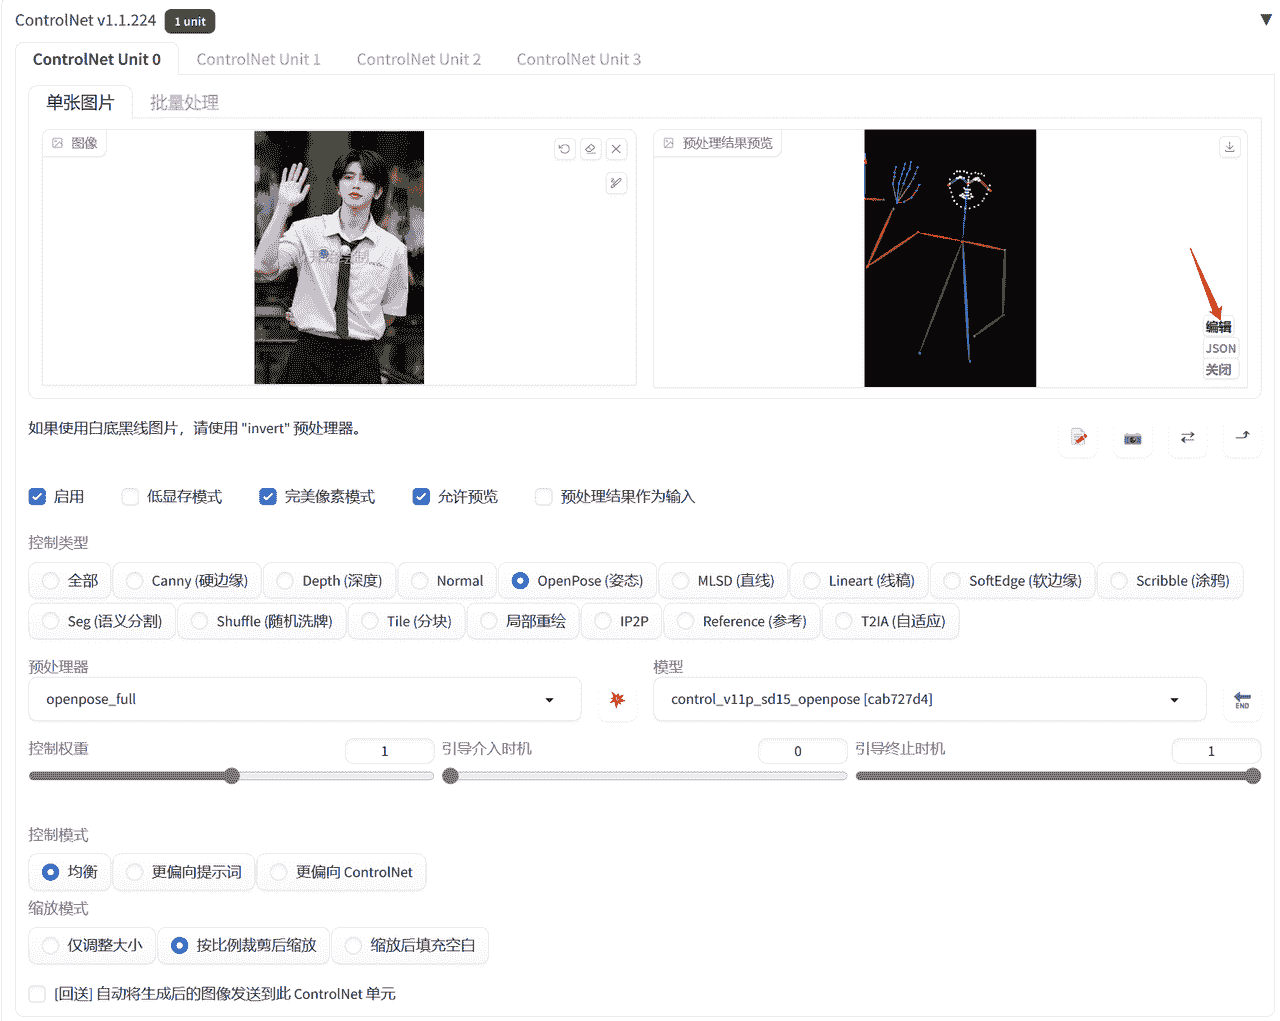 ControlNet v1.1.224 1 unit
ControlNet Unit 0 ControlNet Unit 1 ControlNet Unit 2 ControlNet Unit 3
单张图片 批量处理
图像 预处理结果预览
编辑
JSON
关闭
如果使用白底黑线图片，请使用 "invert" 预处理器。
启用 低显存模式 完美像素模式 允许预览 预处理结果作为输入
控制类型
全部 Canny (硬边缘) Depth (深度) Normal OpenPose (姿态) MLSD (直线) Lineart (线稿) SoftEdge (软边缘) Scribble (涂鸦)
Seg (语义分割) Shuffle (随机洗牌) Tile (分块) 局部重绘 IP2P Reference (参考) T2IA (自适应)
预处理器 模型
openpose_full control_v11p_sd15_openpose [cab727d4] END
控制权重 1 引导介入时机 0 引导终止时机 1
控制模式
均衡 更偏向提示词 更偏向 ControlNet
缩放模式
仅调整大小 按比例裁剪后缩放 缩放后填充空白
[回送] 自动将生成后的图像发送到此 ControlNet 单元